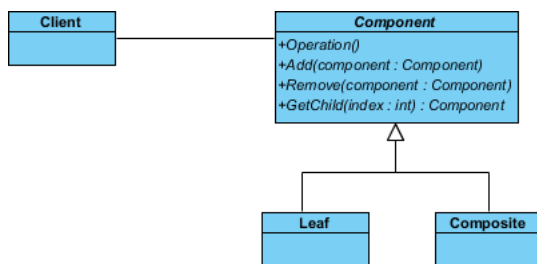 Client
Component
+Operation()
+Add(component : Component)
+Remove(component : Component)
+GetChild(index : int) : Component
Leaf
Composite